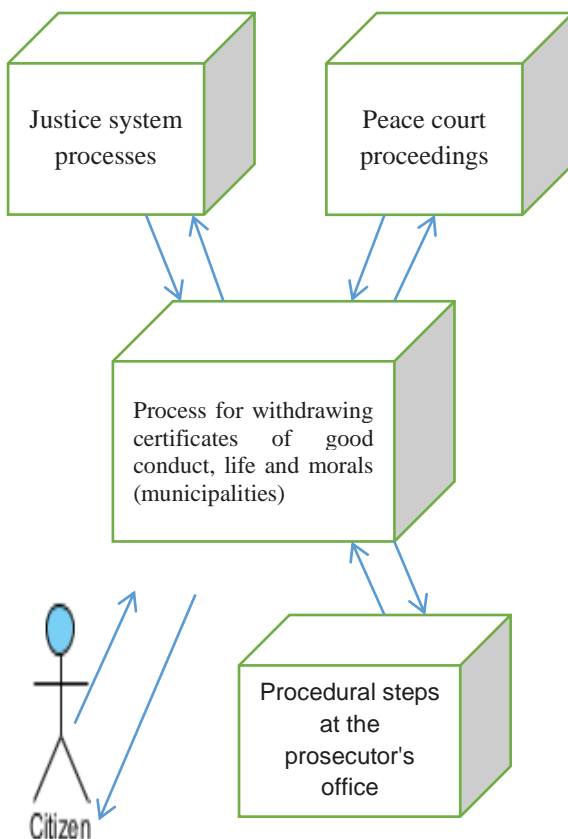 Justice system
processes
Peace court
proceedings
Process for withdrawing
certificates of good
conduct, life and morals
(municipalities)
Procedural steps
at the
prosecutor's
office
Citizen